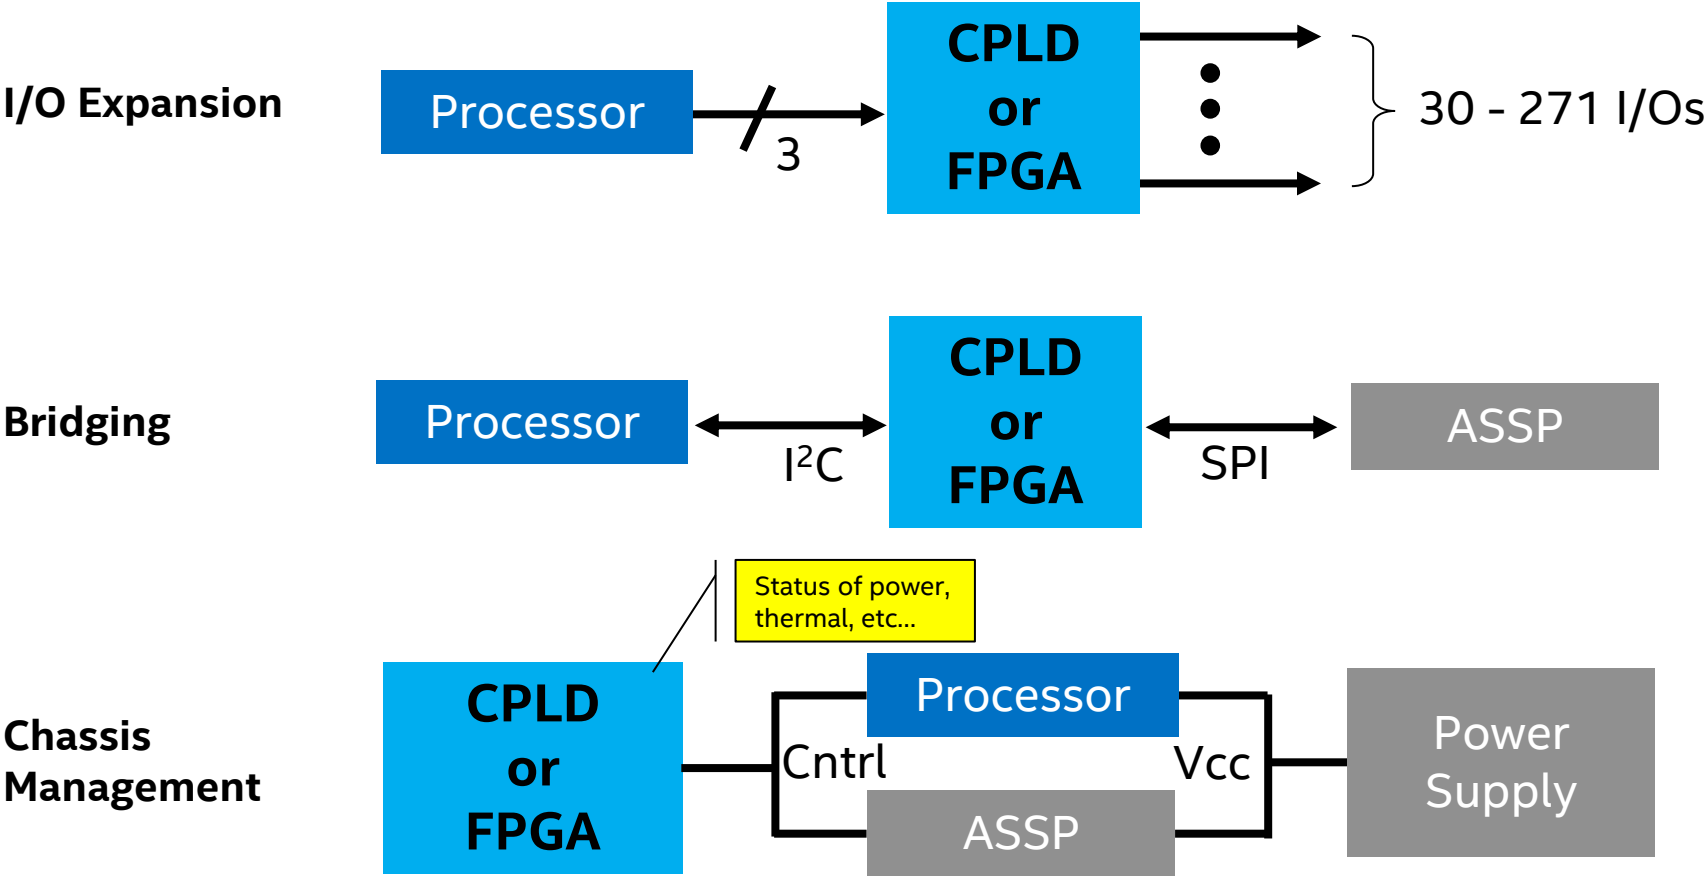 I/O Expansion
Processor
3
CPLD
or
FPGA
30 - 271 I/Os
Bridging
Processor
I²C
CPLD
or
FPGA
SPI
ASSP
Status of power,
thermal, etc...
Chassis
Management
CPLD
or
FPGA
Cntrl
Processor
ASSP
Vcc
Power
Supply